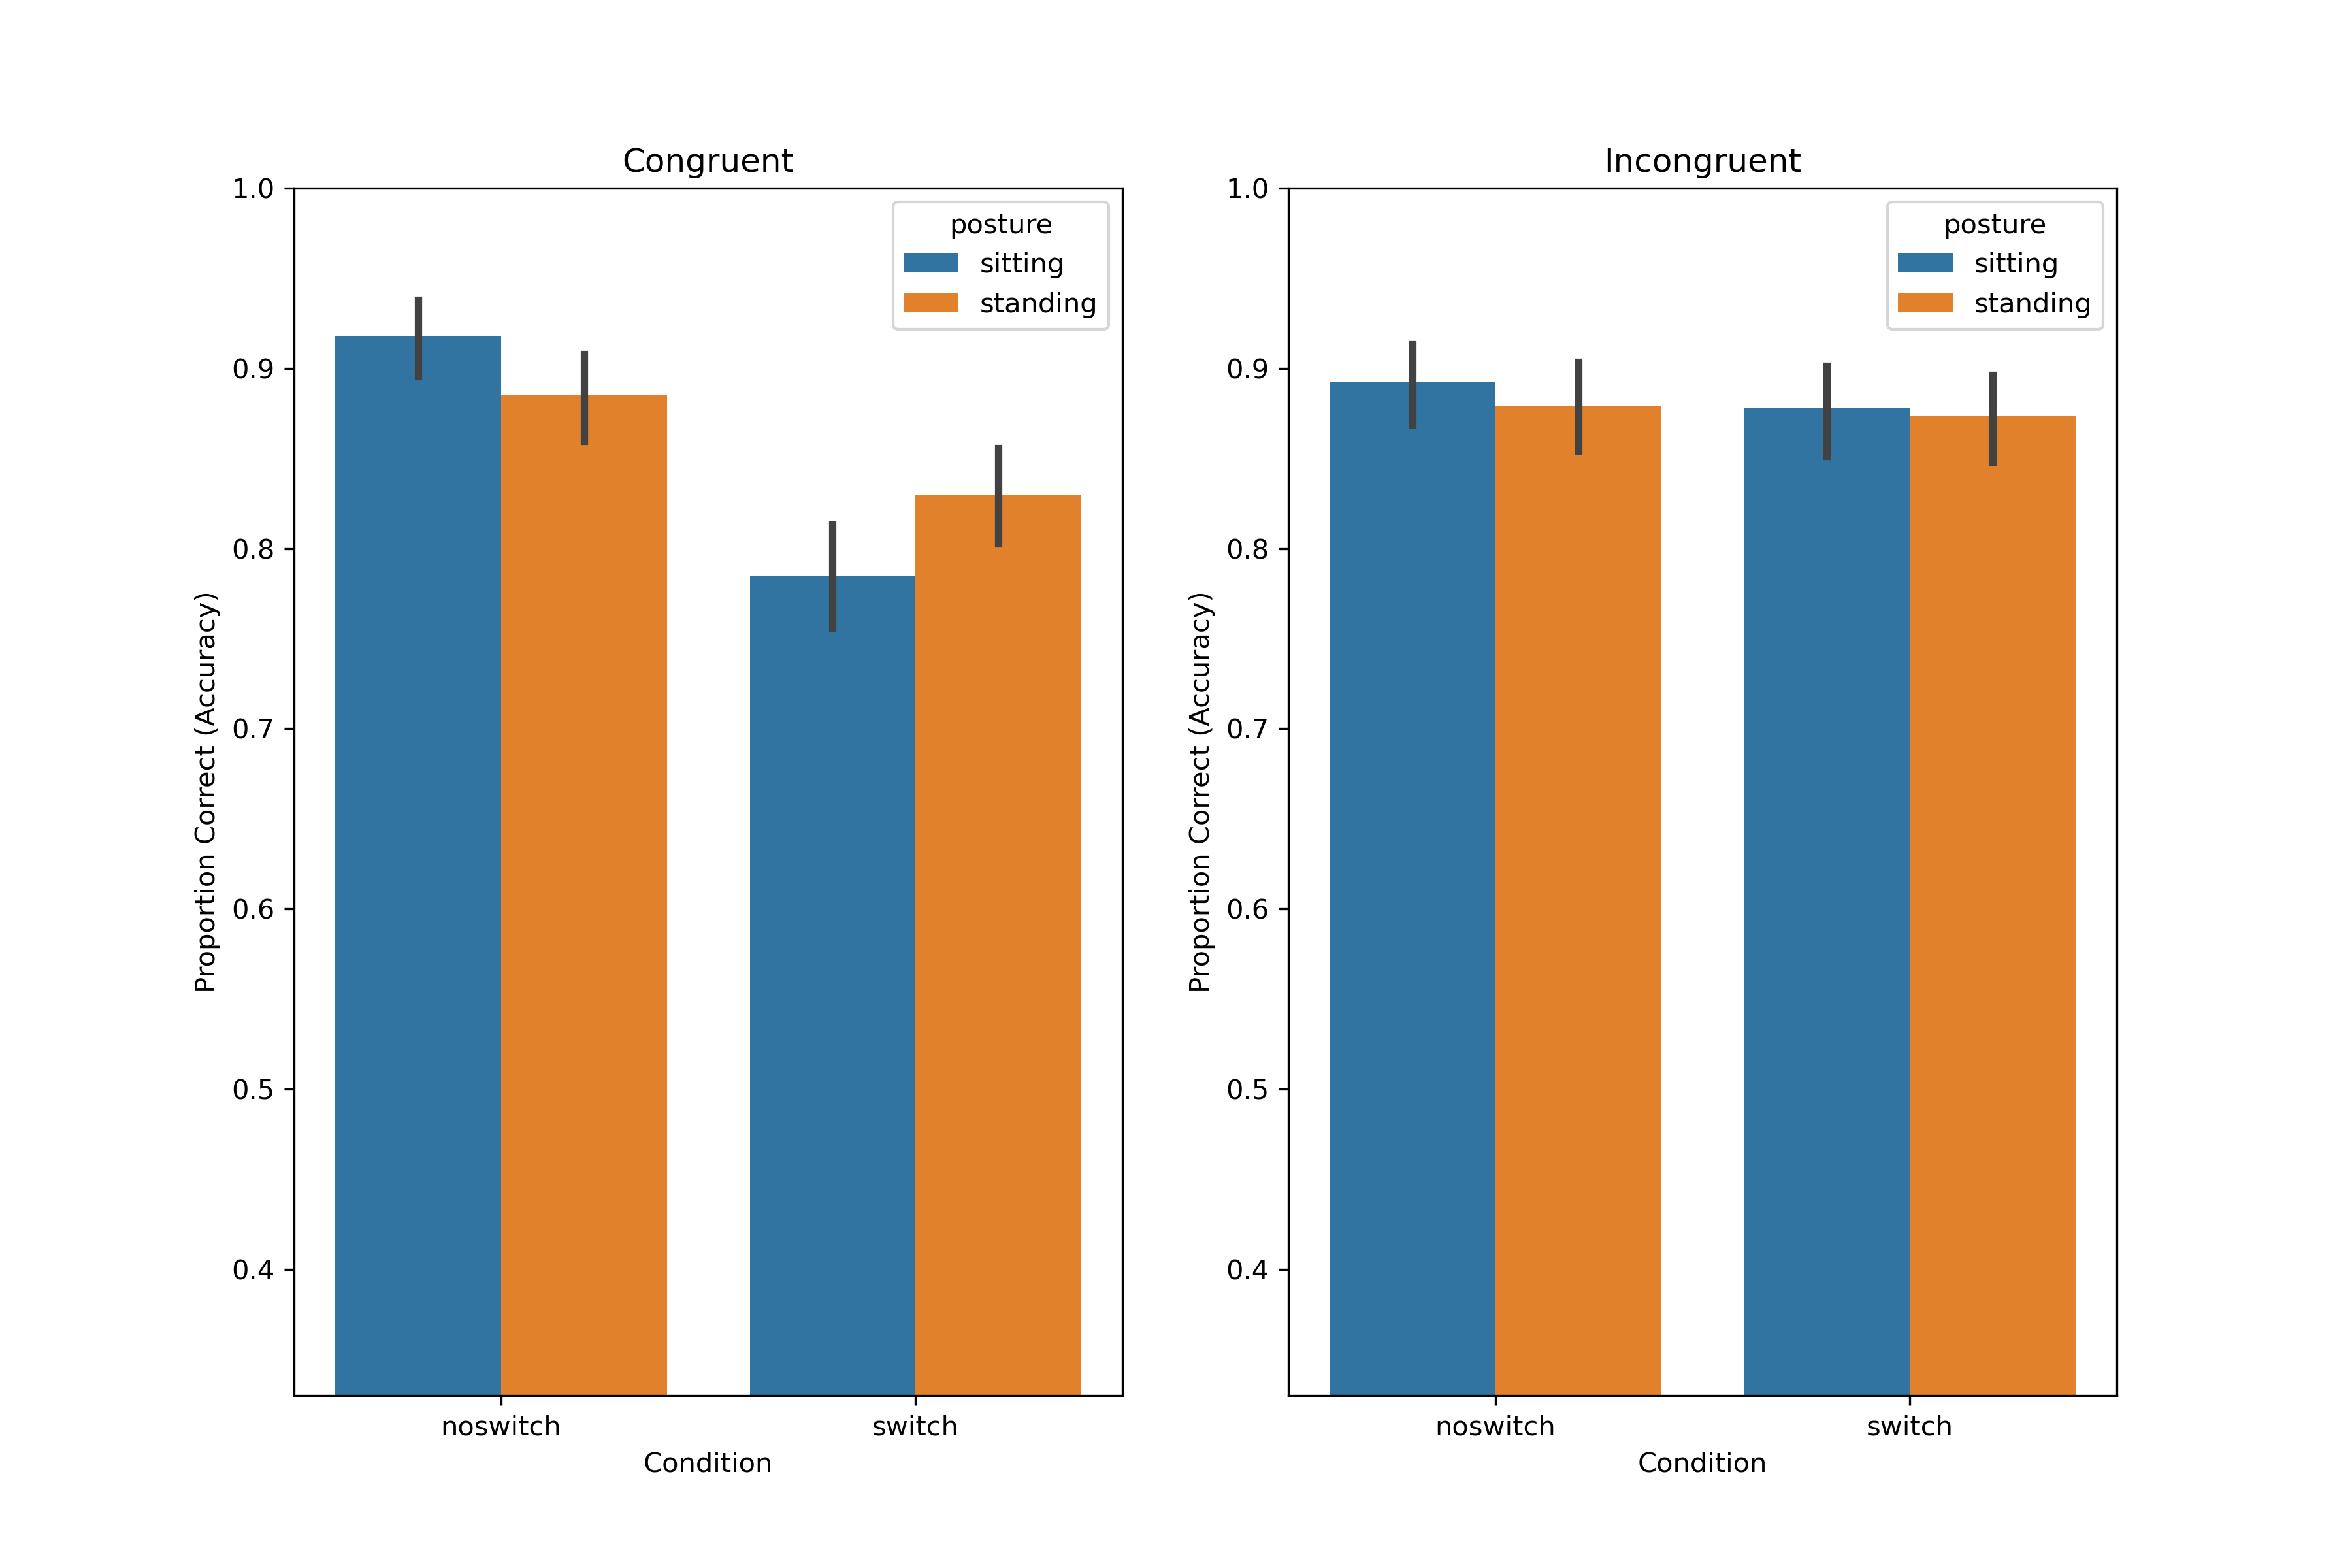 Congruent
1.0
0.9
0.8
0.7
0.6
0.5
0.4
Proportion Correct (Accuracy)
posture
sitting
standing
noswitch
switch
Condition
Incongruent
1.0
0.9
0.8
0.7
0.6
0.5
0.4
Proportion Correct (Accuracy)
posture
sitting
standing
noswitch
switch
Condition